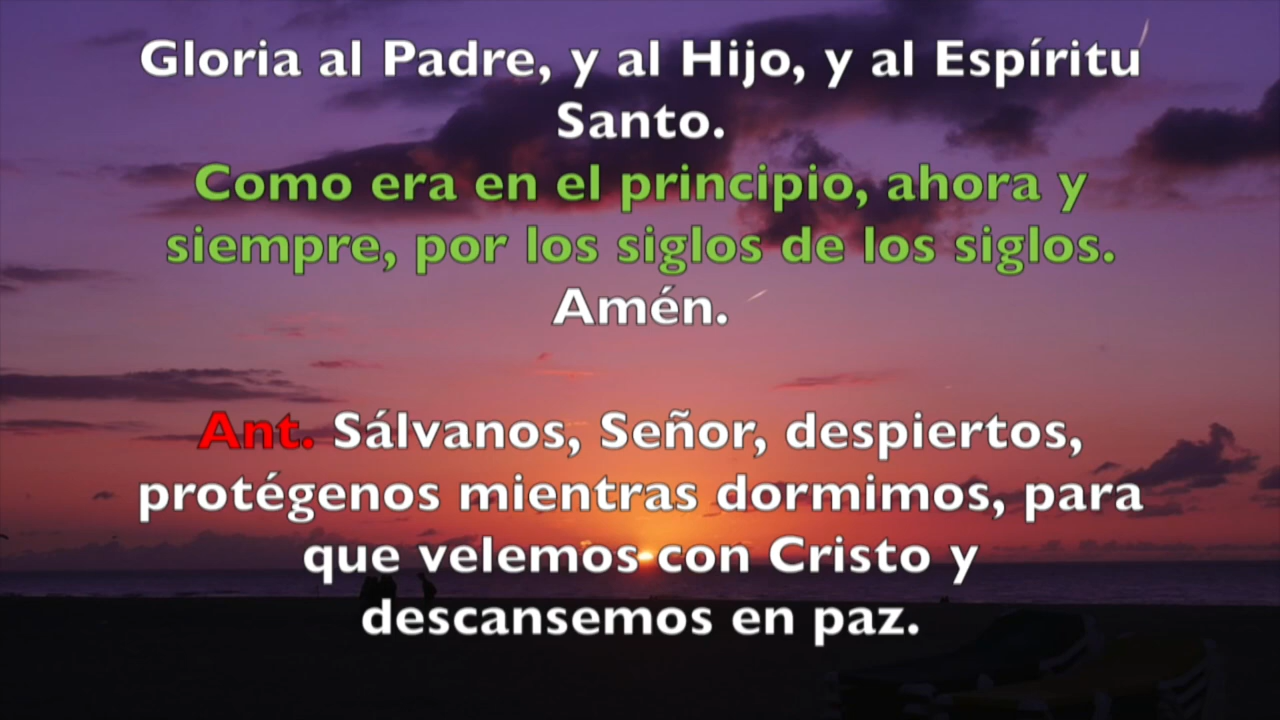 Gloria al Padre, y al Hijo, y al Espíritu
Santo.
Como era en el principio, ahora y
siempre, por los siglos de los siglos.
Amén.
Ant. Sálvanos, Señor, despiertos,
protégenos mientras dormimos, para
que velemos con Cristo y
descansemos en paz.